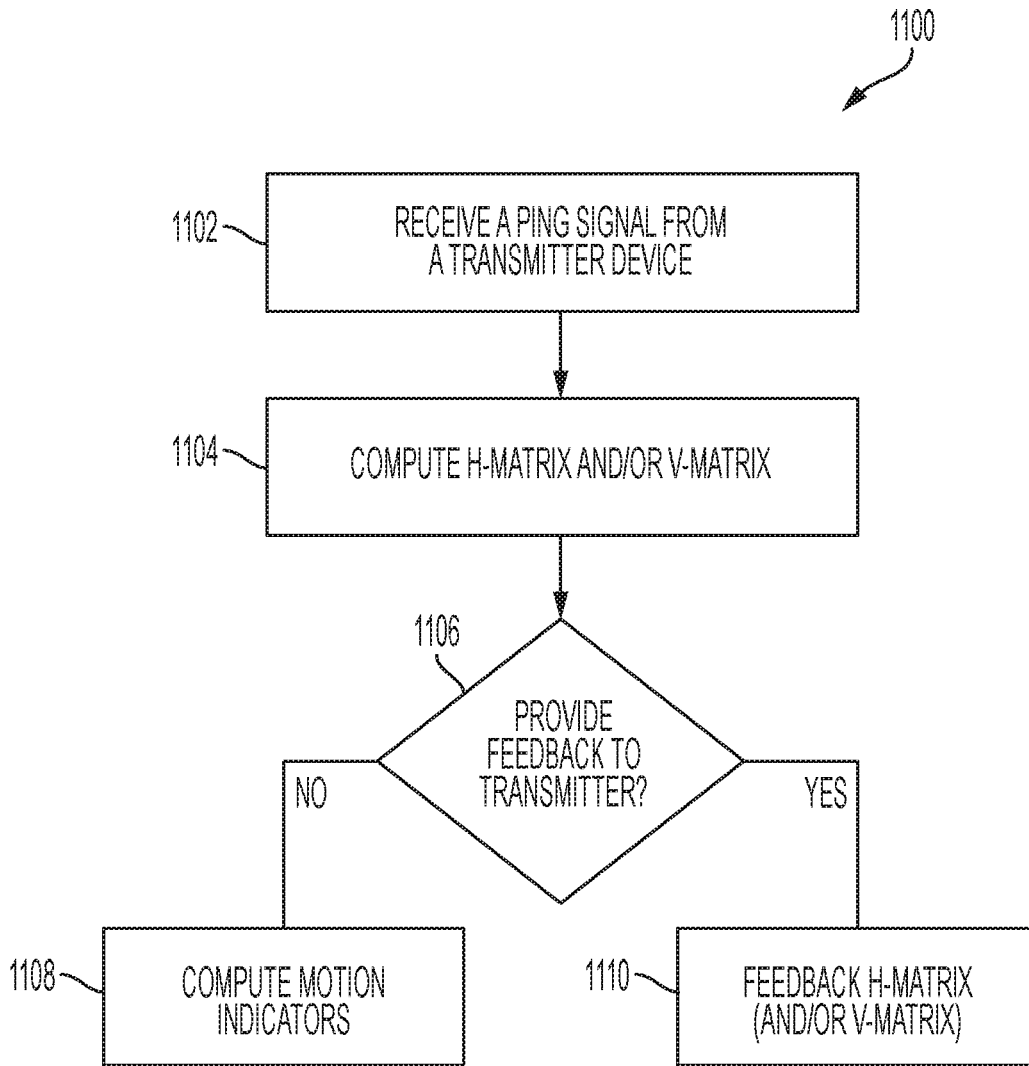 1100
1102
RECEIVE A PING SIGNAL FROM
A TRANSMITTER DEVICE
1104
COMPUTE H-MATRIX AND/OR V-MATRIX
1106
PROVIDE
FEEDBACK TO
TRANSMITTER?
NO
YES
1108
COMPUTE MOTION
INDICATORS
1110
FEEDBACK H-MATRIX
(AND/OR V-MATRIX)